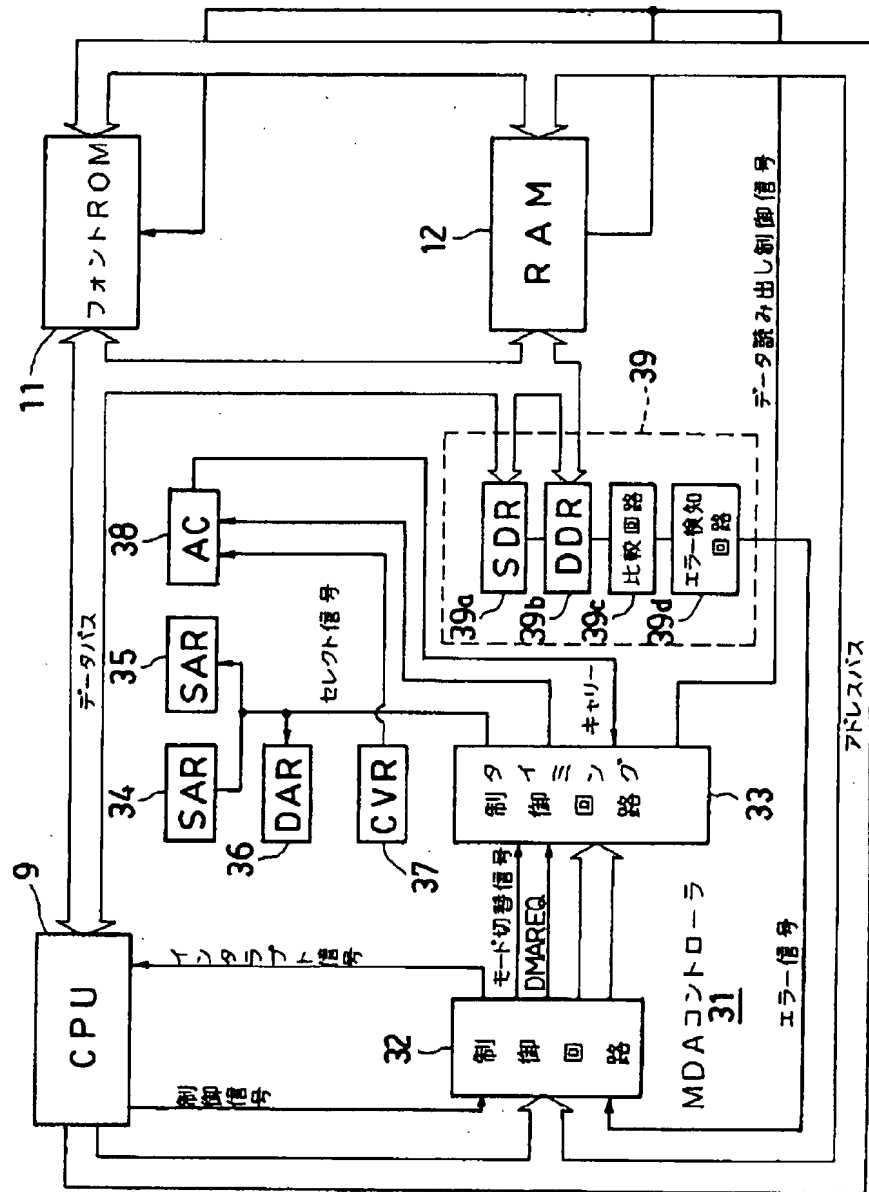 9
CPU
データバス
11
フォントROM
34
SAR
35
SAR
38
AC
36
DAR
セレクト信号
37
CVR
12
RAM
39
39a
SDR
39b
DDR
39c
比較回路
39d
エラー検知
回路
インタラプト信号
制御信号
32
制御回路
モード切替信号
DMAREQ
33
タイミング
制御回路
キャリー
データ読み出し制御信号
MDAコントローラ
31
エラー信号
アドレスバス